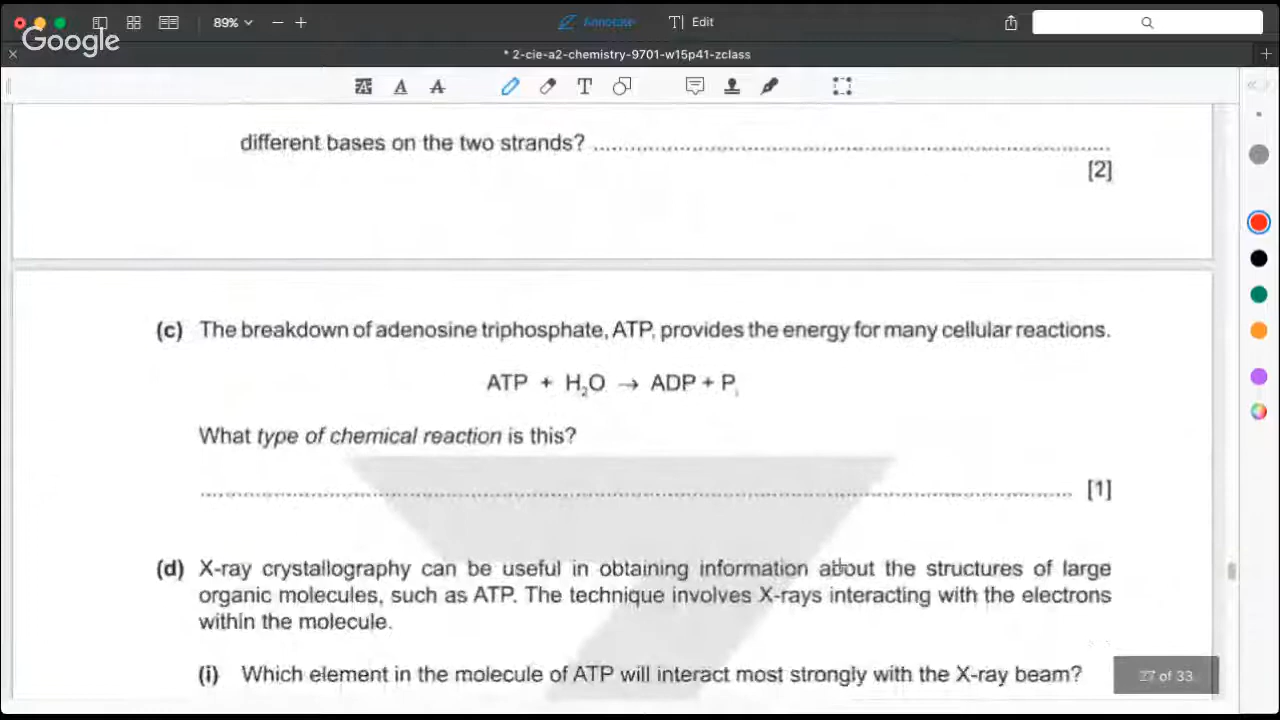 89%
Annotate
T| Edit
Google
* 2-cie-a2-chemistry-9701-w15p41-zclass
different bases on the two strands? ........................................
[2]
(c) The breakdown of adenosine triphosphate, ATP, provides the energy for many cellular reactions.
ATP + H₂O → ADP + Pᵢ
What type of chemical reaction is this?
........................................ [1]
(d) X-ray crystallography can be useful in obtaining information about the structures of large
organic molecules, such as ATP. The technique involves X-rays interacting with the electrons
within the molecule.
(i) Which element in the molecule of ATP will interact most strongly with the X-ray beam?
27 of 33